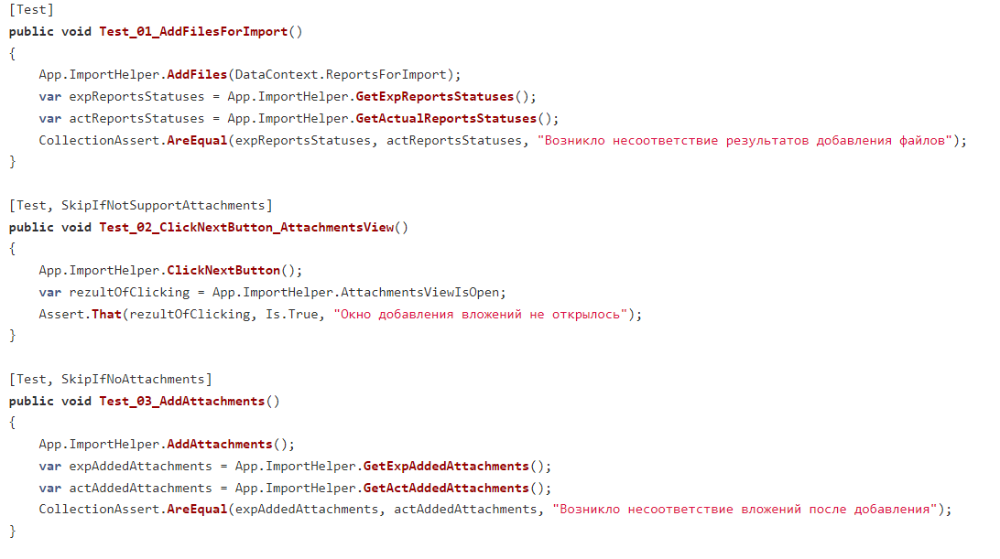 [Test]
public void Test_01_AddFilesForImport()
{
    App.ImportHelper.AddFiles(DataContext.ReportsForImport);
    var expReportsStatuses = App.ImportHelper.GetExpReportsStatuses();
    var actReportsStatuses = App.ImportHelper.GetActualReportsStatuses();
    CollectionAssert.AreEqual(expReportsStatuses, actReportsStatuses, "Возникло несоответствие результатов добавления файлов");
}

[Test, SkipIfNotSupportAttachments]
public void Test_02_ClickNextButton_AttachmentsView()
{
    App.ImportHelper.ClickNextButton();
    var rezultOfClicking = App.ImportHelper.AttachmentsViewIsOpen;
    Assert.That(rezultOfClicking, Is.True, "Окно добавления вложений не открылось");
}

[Test, SkipIfNoAttachments]
public void Test_03_AddAttachments()
{
    App.ImportHelper.AddAttachments();
    var expAddedAttachments = App.ImportHelper.GetExpAddedAttachments();
    var actAddedAttachments = App.ImportHelper.GetActAddedAttachments();
    CollectionAssert.AreEqual(expAddedAttachments, actAddedAttachments, "Возникло несоответствие вложений после добавления");
}